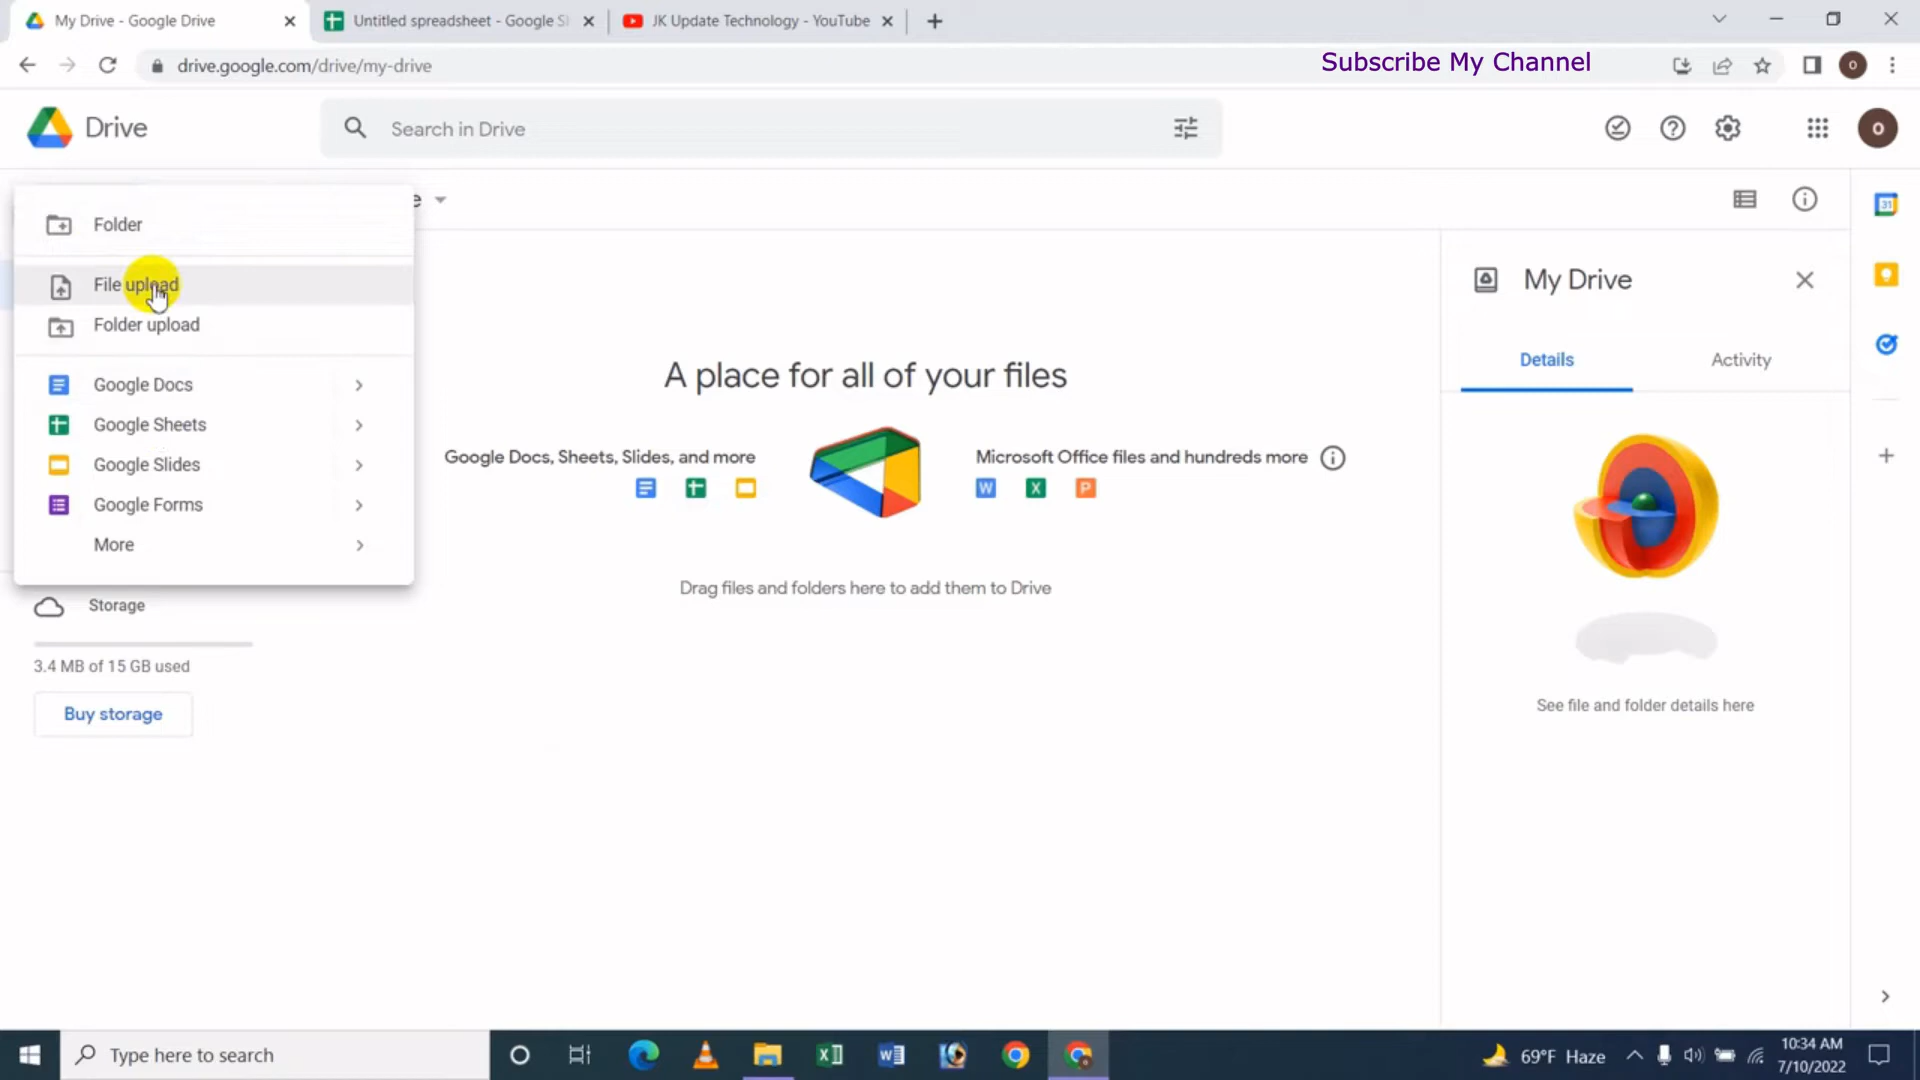 My Drive - Google Drive
Untitled spreadsheet - Google S
JK Update Technology - YouTube
drive.google.com/drive/my-drive
Subscribe My Channel
O
Drive
Search in Drive
O
Folder
e
31
File upload
My Drive
Folder upload
Details
Activity
A place for all of your files
Google Docs
Google Sheets
Google Docs, Sheets, Slides, and more
Microsoft Office files and hundreds more
Google Slides
W
X
P
Google Forms
More
Drag files and folders here to add them to Drive
Storage
3.4 MB of 15 GB used
See file and folder details here
Buy storage
Type here to search
69°F Haze
10:34 AM
7/10/2022